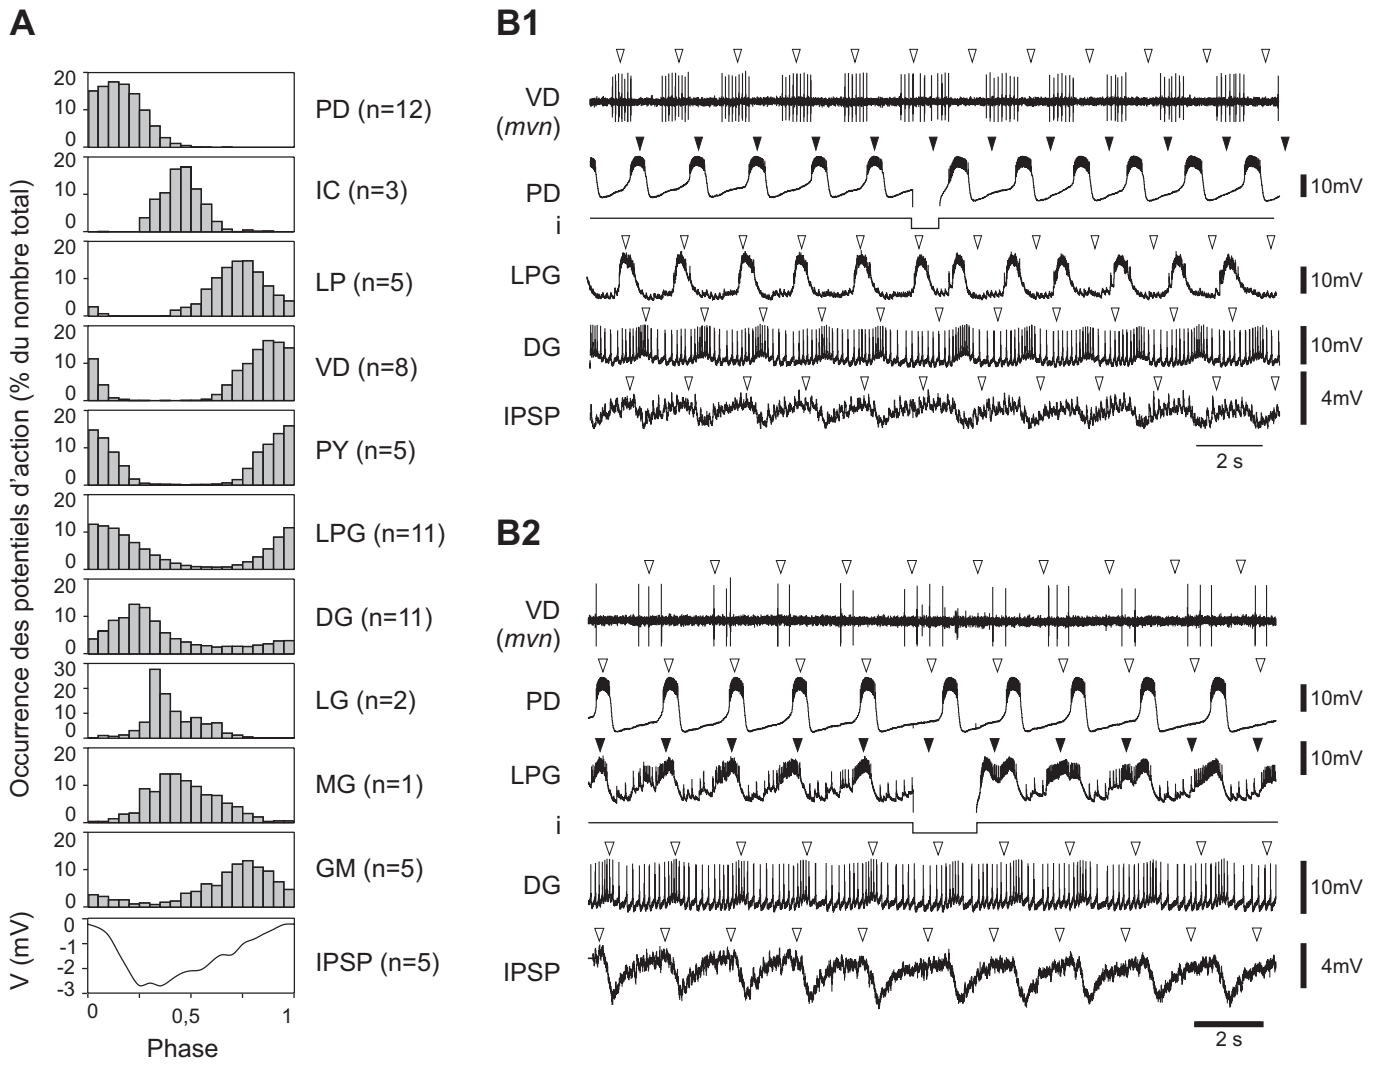 A
Occurrence des potentiels d'action (% du nombre total)
20
10
0
PD (n=12)
20
10
0
IC (n=3)
20
10
0
LP (n=5)
20
10
0
VD (n=8)
20
10
0
PY (n=5)
20
10
0
LPG (n=11)
20
10
0
DG (n=11)
30
20
10
0
LG (n=2)
20
10
0
MG (n=1)
20
10
0
GM (n=5)
V (mV)
0
-1
-2
-3
IPSP (n=5)
0
0,5
1
Phase
B1
VD
(mvn)
PD
10mV
i
LPG
10mV
DG
10mV
IPSP
4mV
2 s
B2
VD
(mvn)
PD
10mV
LPG
10mV
i
DG
10mV
IPSP
4mV
2 s